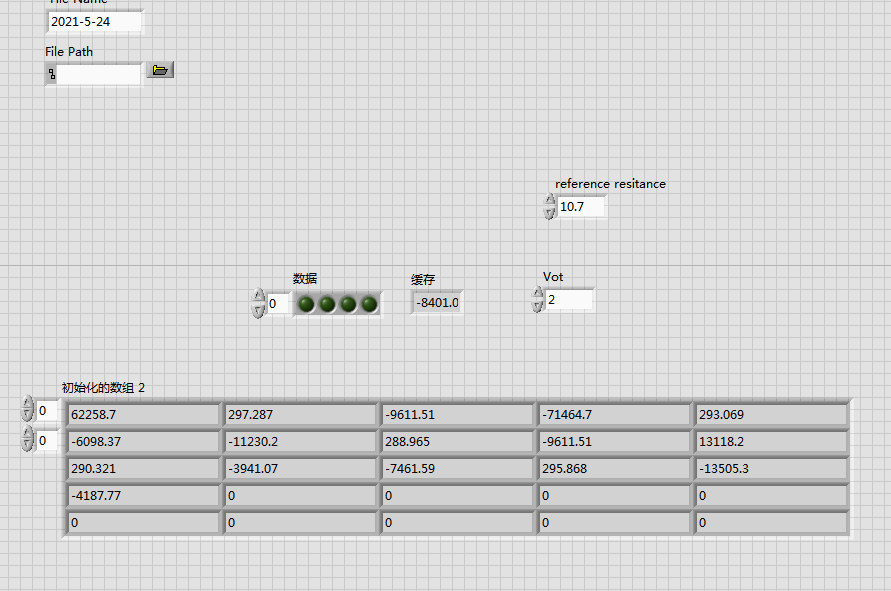 File Name
2021-5-24
File Path
reference resitance
10.7
数据
缓存
Vot
0
-8401.0
2
初始化的数组 2
0
62258.7 297.287 -9611.51 -71464.7 293.069
0
-6098.37 -11230.2 288.965 -9611.51 13118.2
290.321 -3941.07 -7461.59 295.868 -13505.3
-4187.77 0 0 0 0
0 0 0 0 0